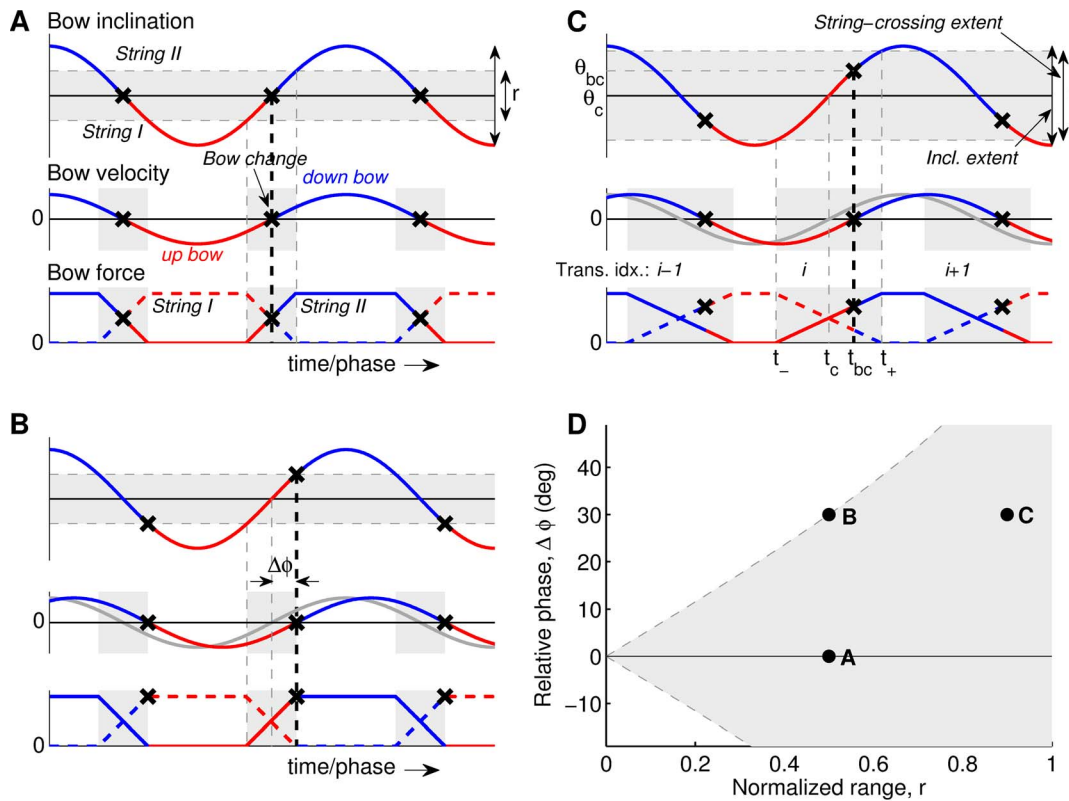 A
Bow inclination
String II
r
String I
Bow change
Bow velocity
down bow
0
up bow
Bow force
String I
String II
0
time/phase
B
Δϕ
0
0
time/phase
C
String−crossing extent
θbc
θc
Incl. extent
0
Trans. idx.: i−1
i
i+1
0
t−
tc
tbc
t+
D
Relative phase, Δ ϕ (deg)
40
30
20
10
0
−10
B
C
A
0
0.2
0.4
0.6
0.8
1
Normalized range, r